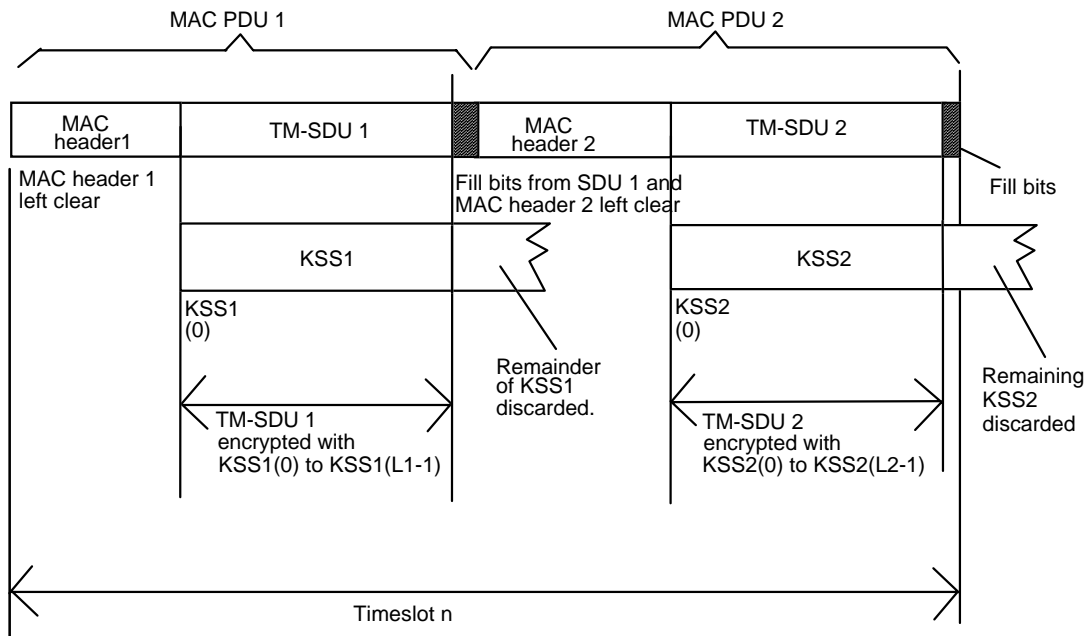 MAC PDU 1
MAC PDU 2
MAC
header1
TM-SDU 1
MAC
header 2
TM-SDU 2
MAC header 1
left clear
Fill bits from SDU 1 and
MAC header 2 left clear
Fill bits
KSS1
KSS2
KSS1
(0)
KSS2
(0)
Remainder
of KSS1
discarded.
Remaining
KSS2
discarded
TM-SDU 1
encrypted with
KSS1(0) to KSS1(L1-1)
TM-SDU 2
encrypted with
KSS2(0) to KSS2(L2-1)
Timeslot n